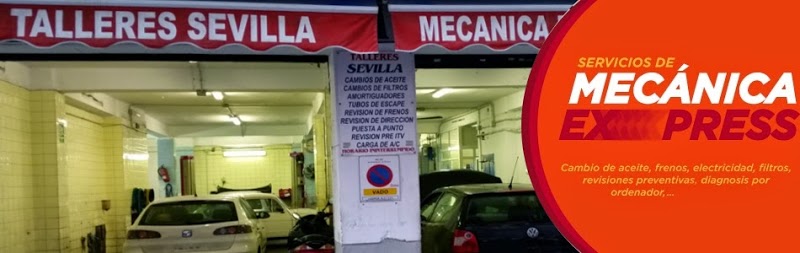 TALLERES SEVILLA
MECANICA
TALLERES
SEVILLA
CAMBIOS DE ACEITE
CAMBIOS DE FILTROS
AMORTIGUADORES
TUBOS DE ESCAPE
REVISION DE FRENOS
REVISION DE DIRECCION
PUESTA A PUNTO
REVISION PRE ITV
CARGA DE A/C
HORARIO ININTERRUMPIDO
VADO
SERVICIOS DE
MECÁNICA
EXPRESS
Cambio de aceite, frenos, electricidad, filtros,
revisiones preventivas, diagnosis por
ordenador,...